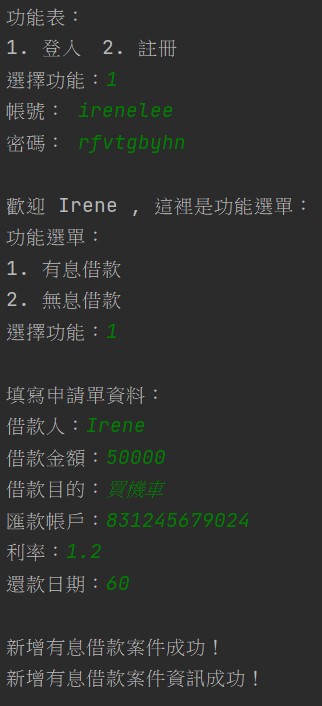 功能表：
1. 登入  2. 註冊
選擇功能：1
帳號： irenelee
密碼： rfvtgbyhn
歡迎 Irene , 這裡是功能選單：
功能選單：
1. 有息借款
2. 無息借款
選擇功能：1
填寫申請單資料：
借款人：Irene
借款金額：50000
借款目的：買機車
匯款帳戶：831245679024
利率：1.2
還款日期：60
新增有息借款案件成功！
新增有息借款案件資訊成功！